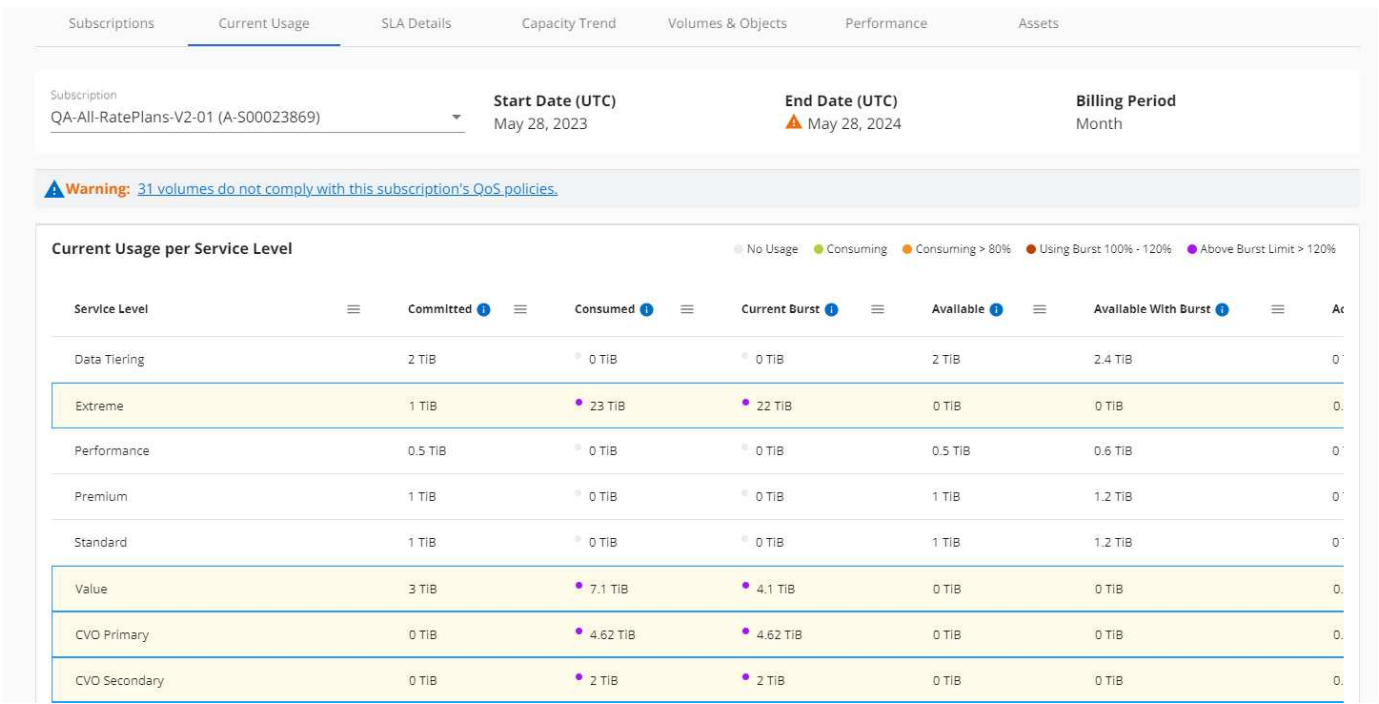 Subscriptions Current Usage SLA Details Capacity Trend Volumes & Objects Performance Assets
Subscription
QA-All-RatePlans-V2-01 (A-S00023869)
Start Date (UTC)
May 28, 2023
End Date (UTC)
May 28, 2024
Billing Period
Month
Warning: 31 volumes do not comply with this subscription's QoS policies.
Current Usage per Service Level
No Usage Consuming Consuming > 80% Using Burst 100% - 120% Above Burst Limit > 120%
Service Level Committed Consumed Current Burst Available Available With Burst
Data Tiering 2 TiB 0 TiB 0 TiB 2 TiB 2.4 TiB 0
Extreme 1 TiB 23 TiB 22 TiB 0 TiB 0 TiB 0.
Performance 0.5 TiB 0 TiB 0 TiB 0.5 TiB 0.6 TiB 0
Premium 1 TiB 0 TiB 0 TiB 1 TiB 1.2 TiB 0
Standard 1 TiB 0 TiB 0 TiB 1 TiB 1.2 TiB 0
Value 3 TiB 7.1 TiB 4.1 TiB 0 TiB 0 TiB 0.
CVO Primary 0 TiB 4.62 TiB 4.62 TiB 0 TiB 0 TiB 0.
CVO Secondary 0 TiB 2 TiB 2 TiB 0 TiB 0 TiB 0.